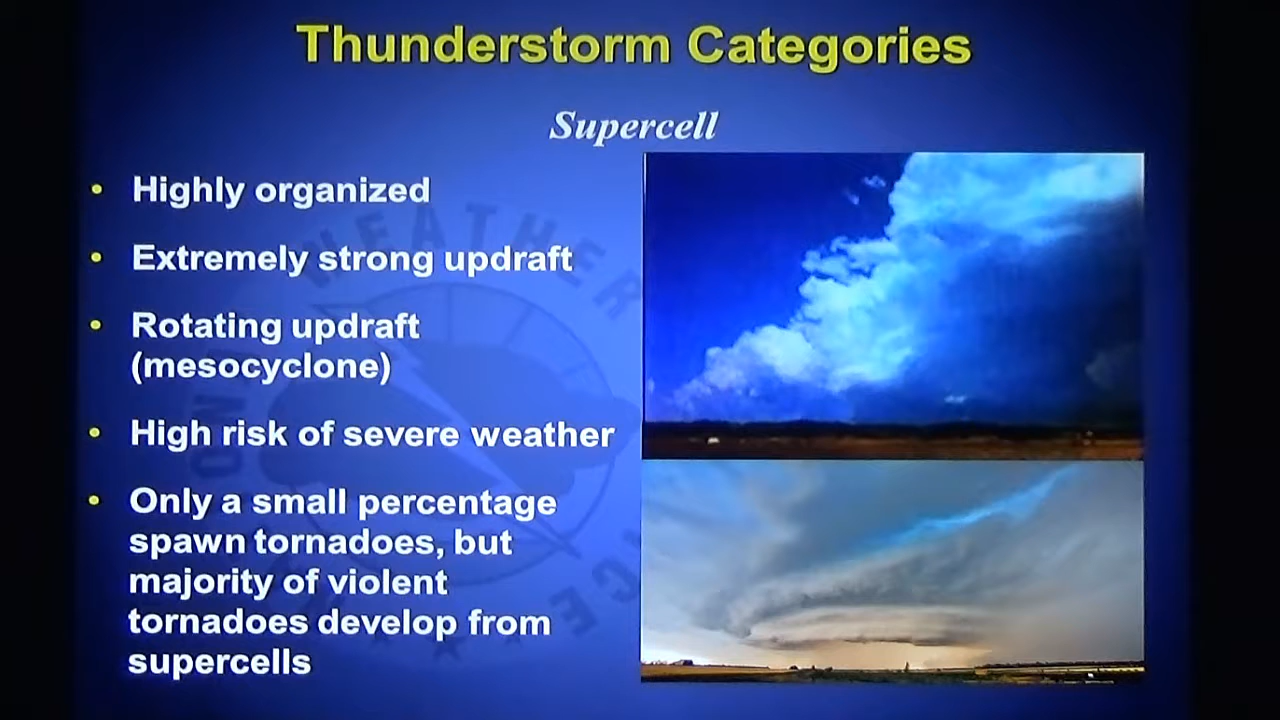 Thunderstorm Categories
Supercell
• Highly organized
• Extremely strong updraft
• Rotating updraft
(mesocyclone)
• High risk of severe weather
• Only a small percentage
spawn tornadoes, but
majority of violent
tornadoes develop from
supercells
WEATHER